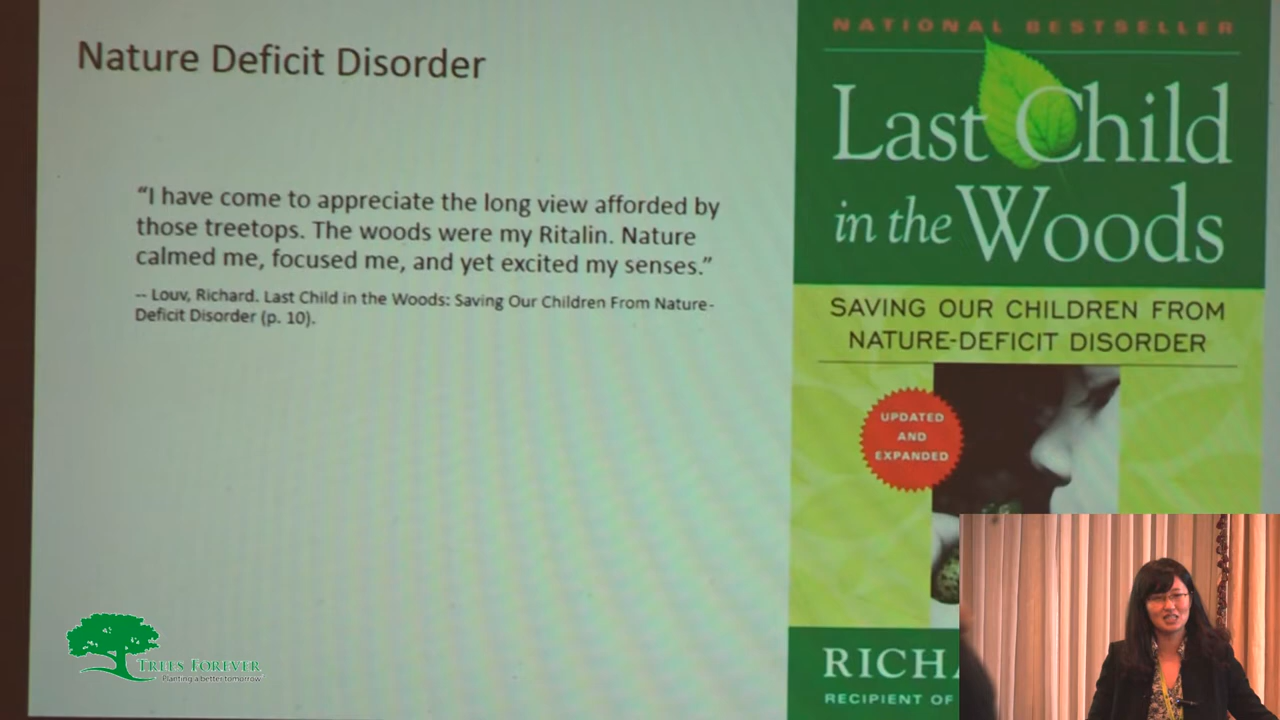 Nature Deficit Disorder
“I have come to appreciate the long view afforded by
those treetops. The woods were my Ritalin. Nature
calmed me, focused me, and yet excited my senses.”
-- Louv, Richard. Last Child in the Woods: Saving Our Children From Nature-
Deficit Disorder (p. 10).
NATIONAL BESTSELLER
Last Child
in the Woods
SAVING OUR CHILDREN FROM
NATURE-DEFICIT DISORDER
UPDATED
AND
EXPANDED
RICHA
RECIPIENT OF
TREES FOREVER
Planting a better tomorrow